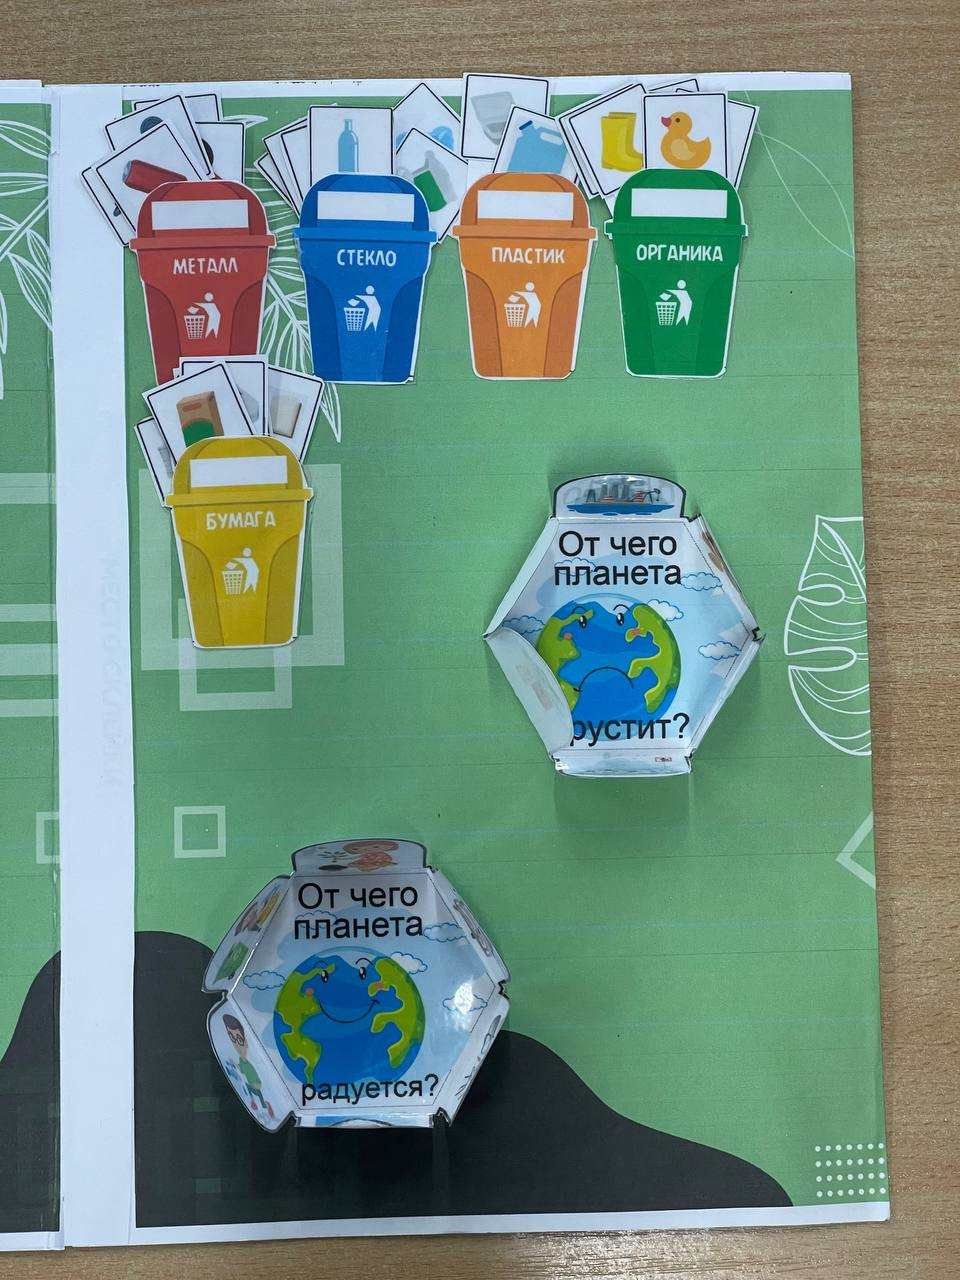 МЕТАЛЛ
СТЕКЛО
ПЛАСТИК
ОРГАНИКА
БУМАГА
От чего
планета
рустит?
От чего
планета
радуется?